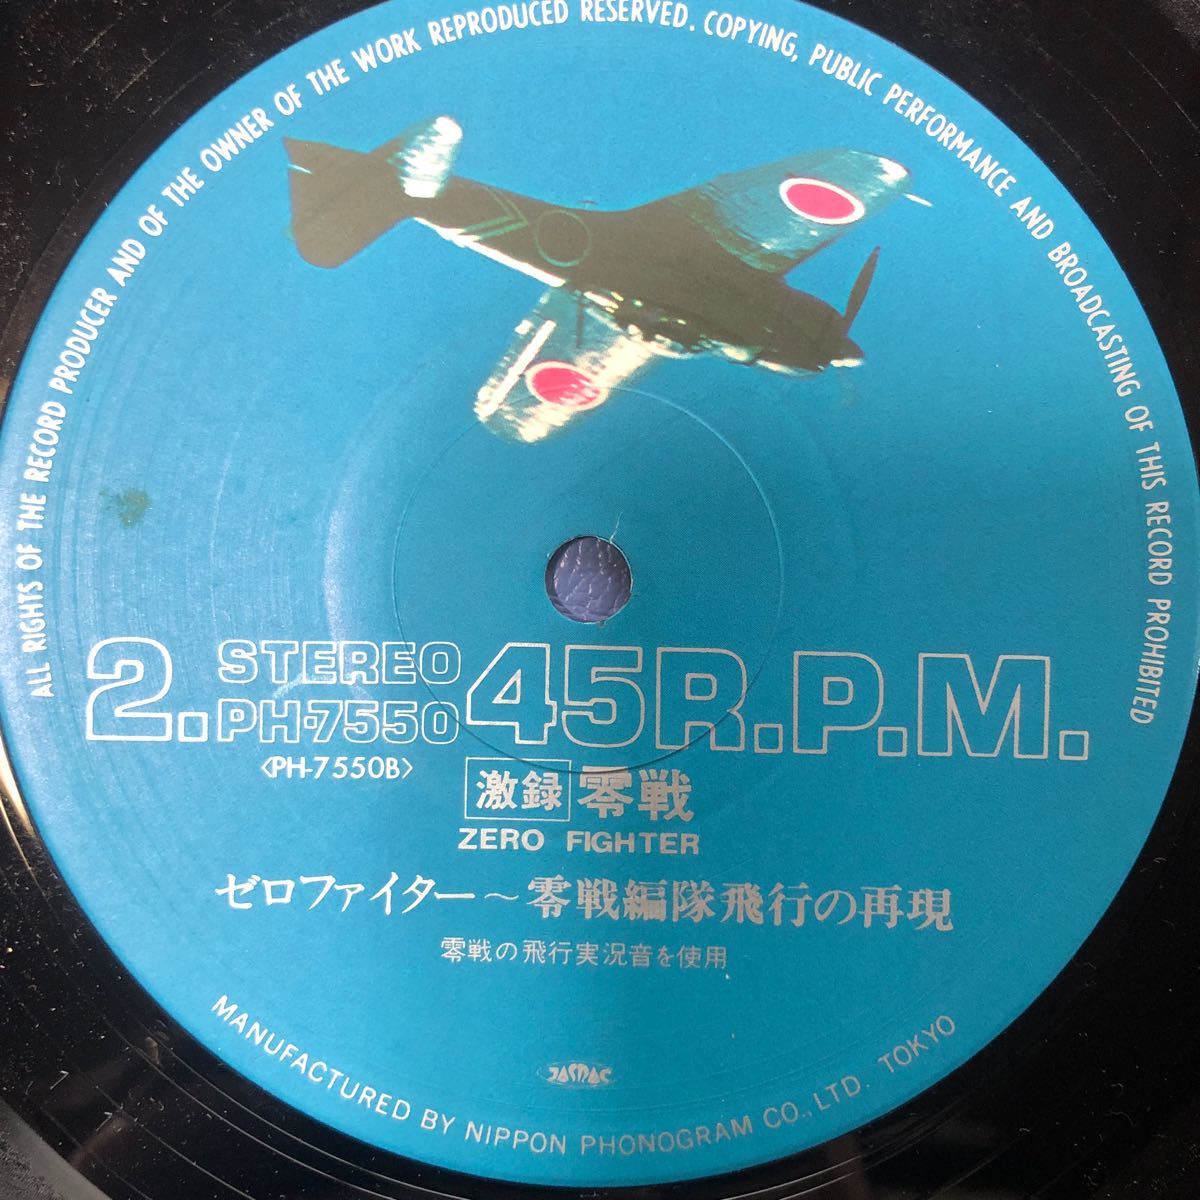 ALL RIGHTS OF THE RECORD PRODUCER AND OF THE OWNER OF THE WORK REPRODUCED RESERVED. COPYING, PUBLIC PERFORMANCE AND BROADCASTING OF THIS RECORD PROHIBITED
2. STEREO 45R.P.M.
PH-7550
<PH-7550B>
激録 零戦
ZERO FIGHTER
ゼロファイター～零戦編隊飛行の再現
零戦の飛行実況音を使用
JASRAC
MANUFACTURED BY NIPPON PHONOGRAM CO., LTD. TOKYO